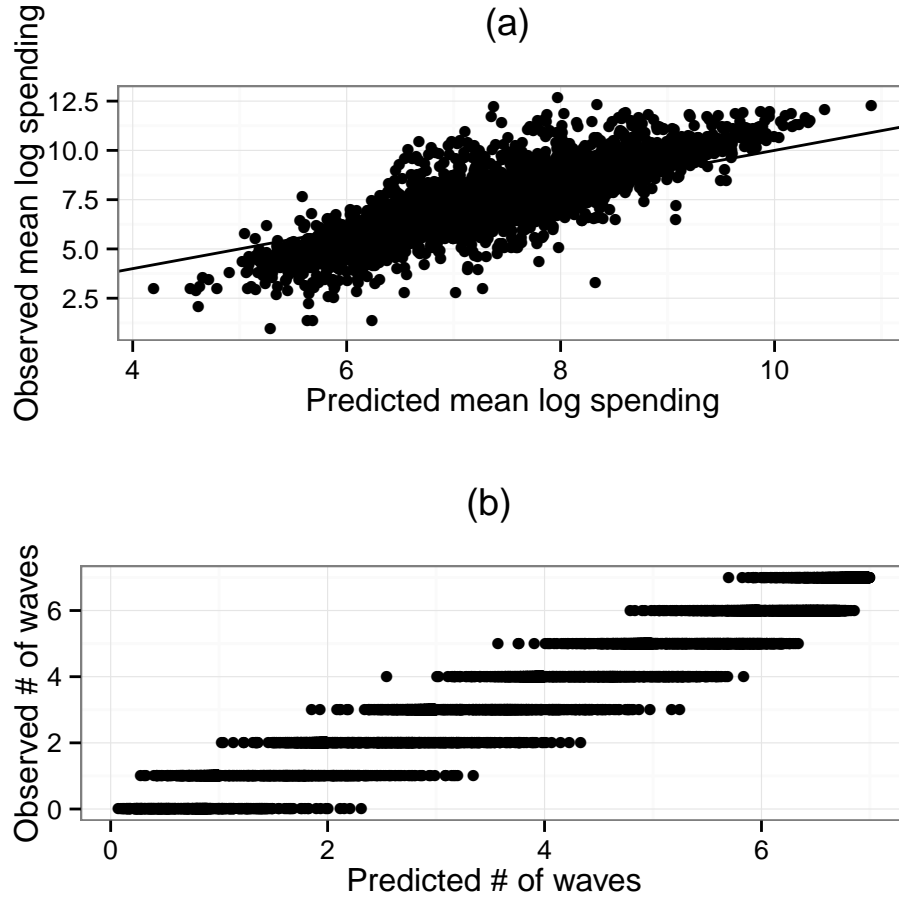 (a)
Observed mean log spending
12.5
10.0
7.5
5.0
2.5
4 6 8 10
Predicted mean log spending
(b)
Observed # of waves
6
4
2
0
0 2 4 6
Predicted # of waves